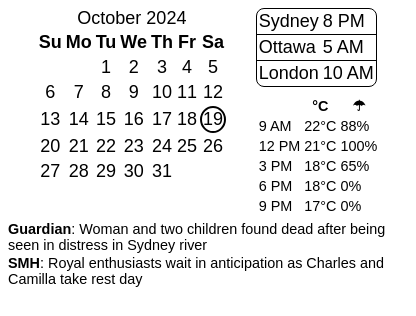 October 2024
Su Mo Tu We Th Fr Sa
1 2 3 4 5
6 7 8 9 10 11 12
13 14 15 16 17 18 19
20 21 22 23 24 25 26
27 28 29 30 31
Sydney 8 PM
Ottawa 5 AM
London 10 AM
°C ☂
9 AM 22°C 88%
12 PM 21°C 100%
3 PM 18°C 65%
6 PM 18°C 0%
9 PM 17°C 0%
Guardian: Woman and two children found dead after being
seen in distress in Sydney river
SMH: Royal enthusiasts wait in anticipation as Charles and
Camilla take rest day